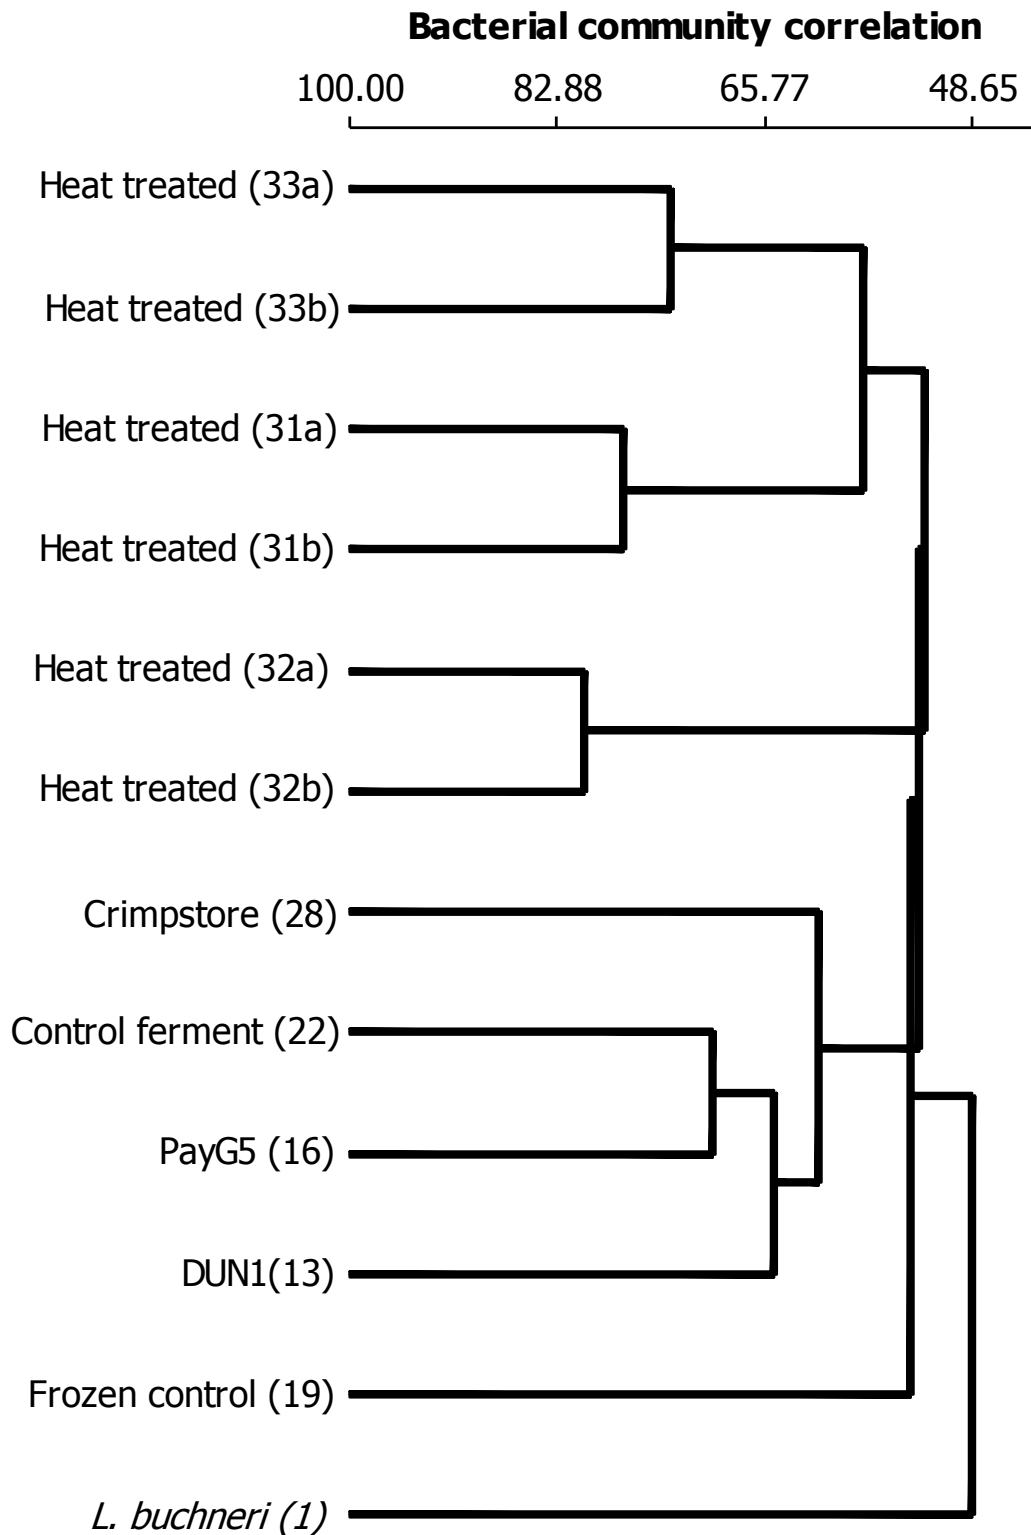 Bacterial community correlation
100.00 82.88 65.77 48.65
Heat treated (33a)
Heat treated (33b)
Heat treated (31a)
Heat treated (31b)
Heat treated (32a)
Heat treated (32b)
Crimpstore (28)
Control ferment (22)
PayG5 (16)
DUN1(13)
Frozen control (19)
L. buchneri (1)